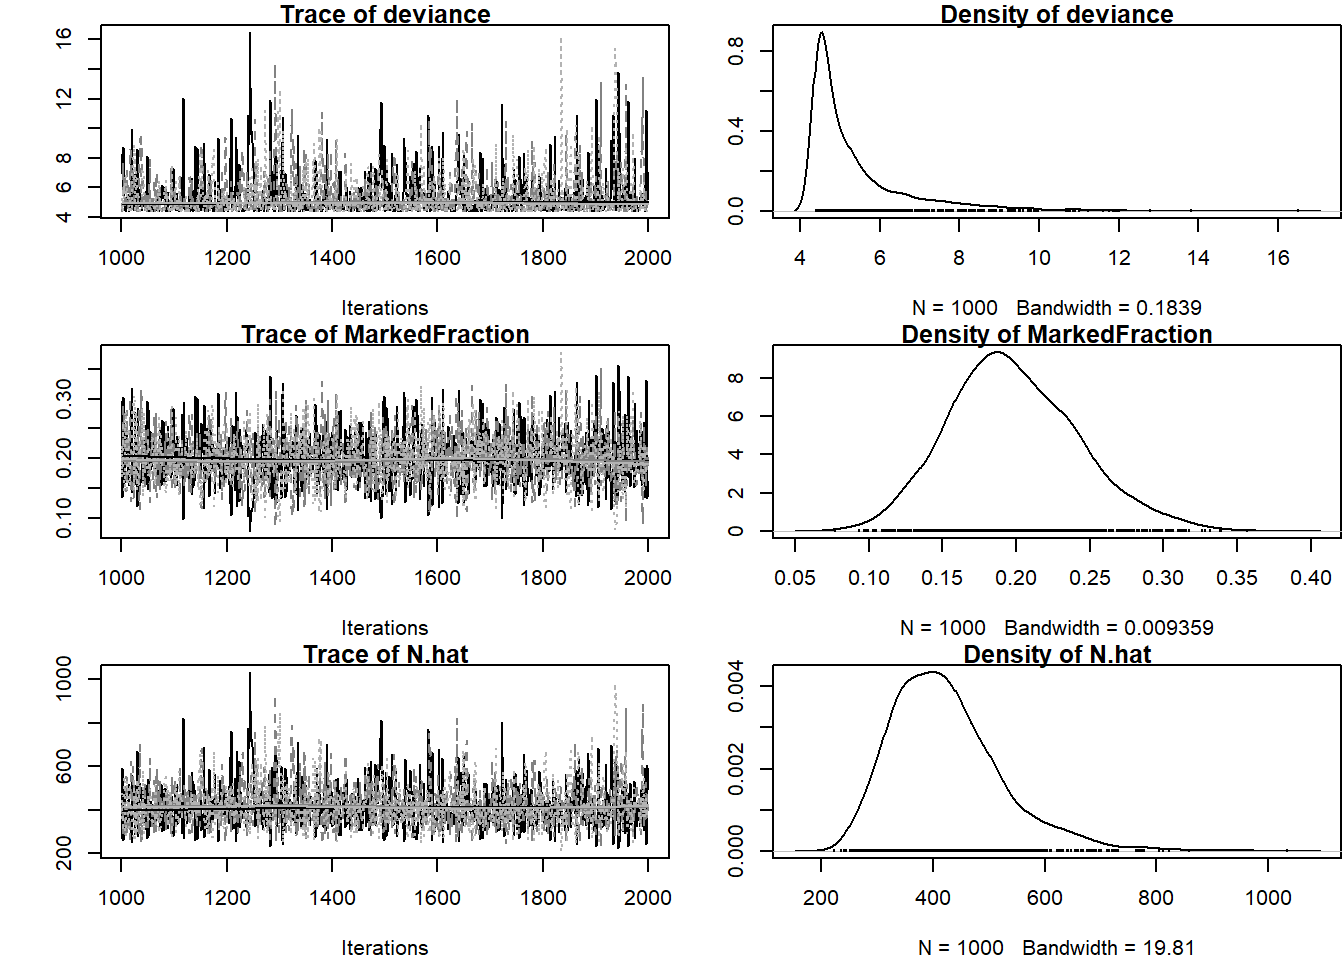 Trace of deviance
16
12
8
6
4
1000 1200 1400 1600 1800 2000
Iterations
Density of deviance
0.8
0.4
0.0
4 6 8 10 12 14 16
N = 1000 Bandwidth = 0.1839
Trace of MarkedFraction
0.30
0.20
0.10
1000 1200 1400 1600 1800 2000
Iterations
Density of MarkedFraction
8
6
4
2
0
0.05 0.10 0.15 0.20 0.25 0.30 0.35 0.40
N = 1000 Bandwidth = 0.009359
Trace of N.hat
1000
600
200
1000 1200 1400 1600 1800 2000
Iterations
Density of N.hat
0.004
0.002
0.000
200 400 600 800 1000
N = 1000 Bandwidth = 19.81